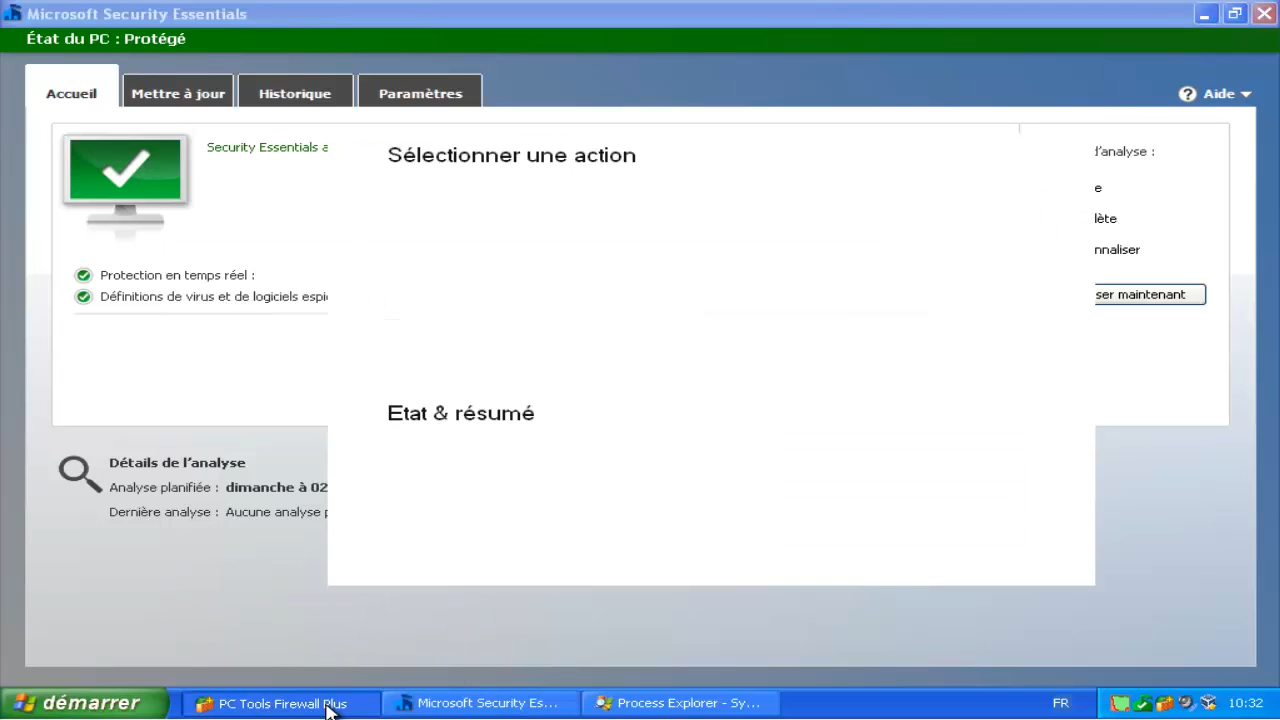 Microsoft Security Essentials
État du PC : Protégé
Accueil
Mettre à jour
Historique
Paramètres
Aide
Security Essentials a
Sélectionner une action
d'analyse :
e
lète
nnaliser
Protection en temps réel :
Définitions de virus et de logiciels espi
ser maintenant
Etat & résumé
Détails de l'analyse
Analyse planifiée : dimanche à 02
Dernière analyse : Aucune analyse p
démarrer
PC Tools Firewall Plus
Microsoft Security Es...
Process Explorer - Sy...
FR
10:32